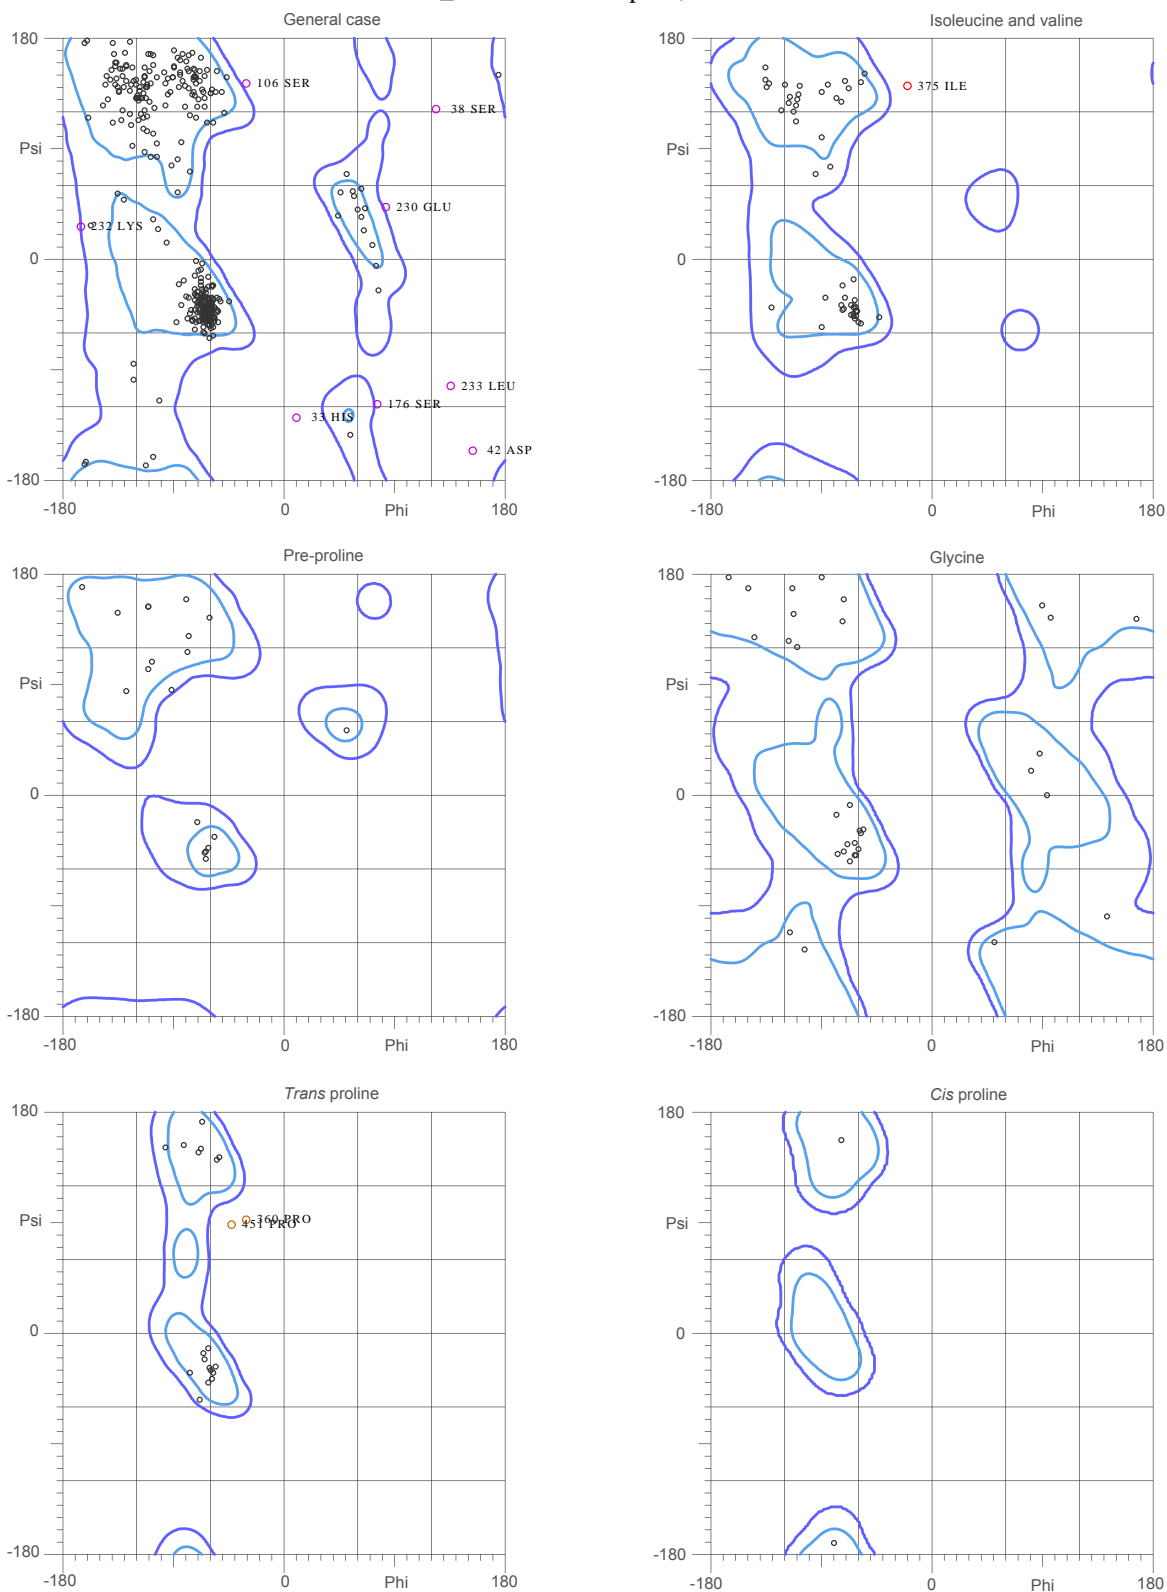 General case
Isoleucine and valine
180
180
106 SER
375 ILE
38 SER
Psi
Psi
230 GLU
232 LYS
0
0
233 LEU
176 SER
33 HIS
42 ASP
-180
-180
-180 0 Phi 180
-180 0 Phi 180
Pre-proline
Glycine
180
180
Psi
Psi
0
0
-180
-180
-180 0 Phi 180
-180 0 Phi 180
Trans proline
Cis proline
180
180
Psi
Psi
360 PRO
451 PRO
0
0
-180
-180
-180 0 Phi 180
-180 0 Phi 180